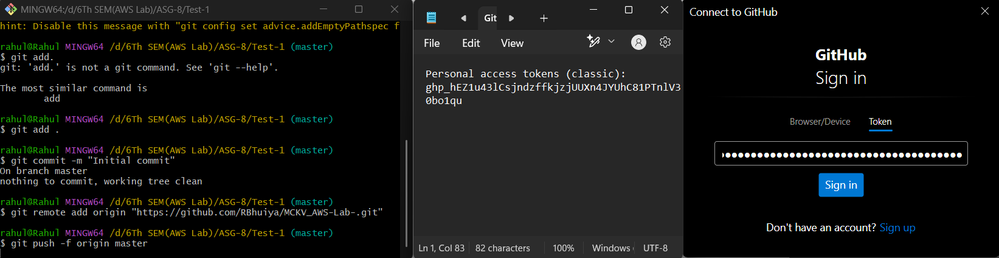 MINGW64:/d/6Th SEM(AWS Lab)/ASG-8/Test-1
hint: Disable this message with "git config set advice.addEmptyPathspec f
rahul@Rahul MINGW64 /d/6Th SEM(AWS Lab)/ASG-8/Test-1 (master)
$ git add.
git: 'add.' is not a git command. See 'git --help'.
The most similar command is
add
rahul@Rahul MINGW64 /d/6Th SEM(AWS Lab)/ASG-8/Test-1 (master)
$ git add .
rahul@Rahul MINGW64 /d/6Th SEM(AWS Lab)/ASG-8/Test-1 (master)
$ git commit -m "Initial commit"
On branch master
nothing to commit, working tree clean
rahul@Rahul MINGW64 /d/6Th SEM(AWS Lab)/ASG-8/Test-1 (master)
$ git remote add origin "https://github.com/RBhuiya/MCKV_AWS-Lab-.git"
rahul@Rahul MINGW64 /d/6Th SEM(AWS Lab)/ASG-8/Test-1 (master)
$ git push -f origin master
Git
File Edit View
Personal access tokens (classic):
ghp_hEZ1u43lCsjndzffkjzjUUXn4JYUhC81PTnlV3
0bo1qu
Ln 1, Col 83 82 characters 100% Windows UTF-8
Connect to GitHub
GitHub
Sign in
Browser/Device Token
Sign in
Don't have an account? Sign up